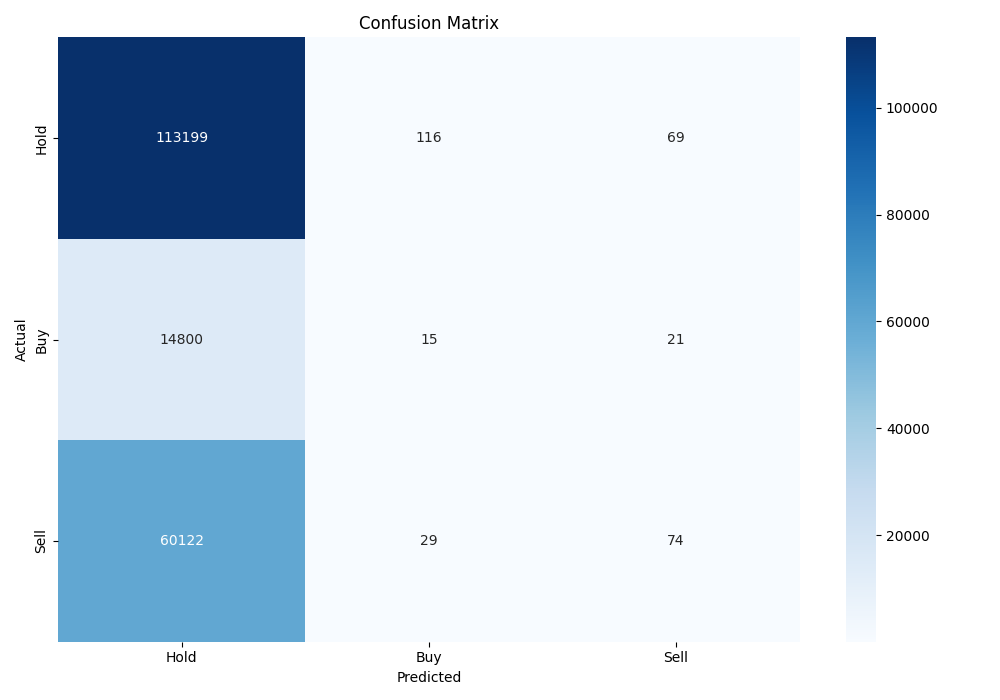 Confusion Matrix
Hold
113199
116
69
Actual
Buy
14800
15
21
Sell
60122
29
74
Hold
Buy
Sell
Predicted
100000
80000
60000
40000
20000